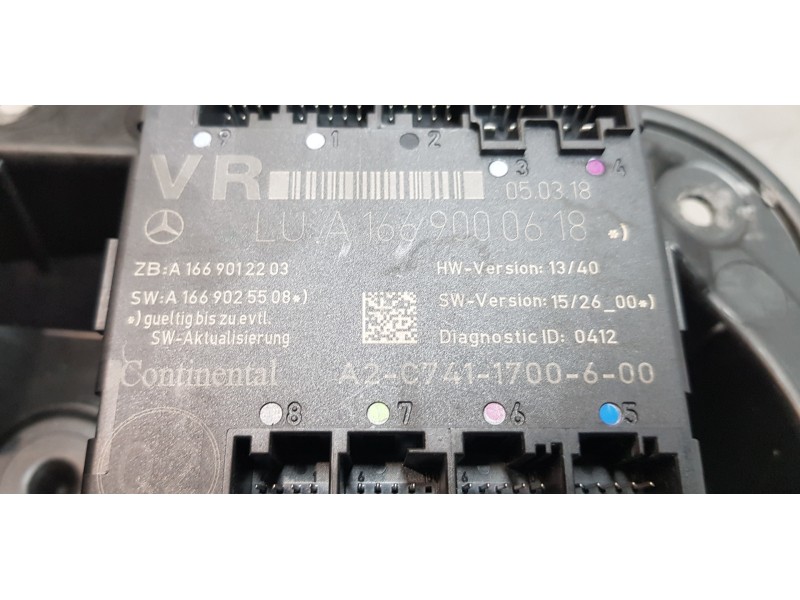 9 1 2 3 4
VR
05.03.18
LU:A 166 900 06 18 *)
ZB:A 166 901 22 03
HW-Version: 13/40
SW:A 166 902 55 08*)
SW-Version: 15/26_00*)
*) gueltig bis zu evtl.
SW-Aktualisierung
Diagnostic ID: 0412
Continental
A2-C741-1700-6-00
8 7 6 5